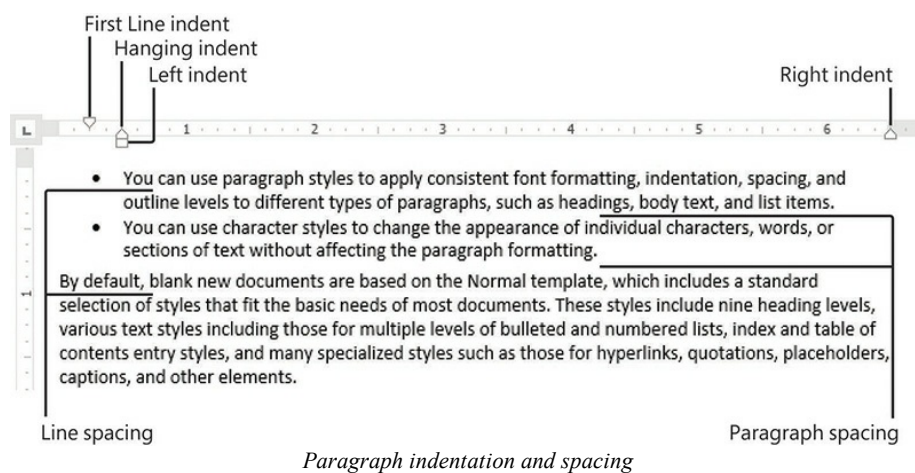 First Line indent
Hanging indent
Left indent
Right indent
L
1 2 3 4 5 6
• You can use paragraph styles to apply consistent font formatting, indentation, spacing, and
outline levels to different types of paragraphs, such as headings, body text, and list items.
• You can use character styles to change the appearance of individual characters, words, or
sections of text without affecting the paragraph formatting.
1
By default, blank new documents are based on the Normal template, which includes a standard
selection of styles that fit the basic needs of most documents. These styles include nine heading levels,
various text styles including those for multiple levels of bulleted and numbered lists, index and table of
contents entry styles, and many specialized styles such as those for hyperlinks, quotations, placeholders,
captions, and other elements.
Line spacing
Paragraph spacing
Paragraph indentation and spacing